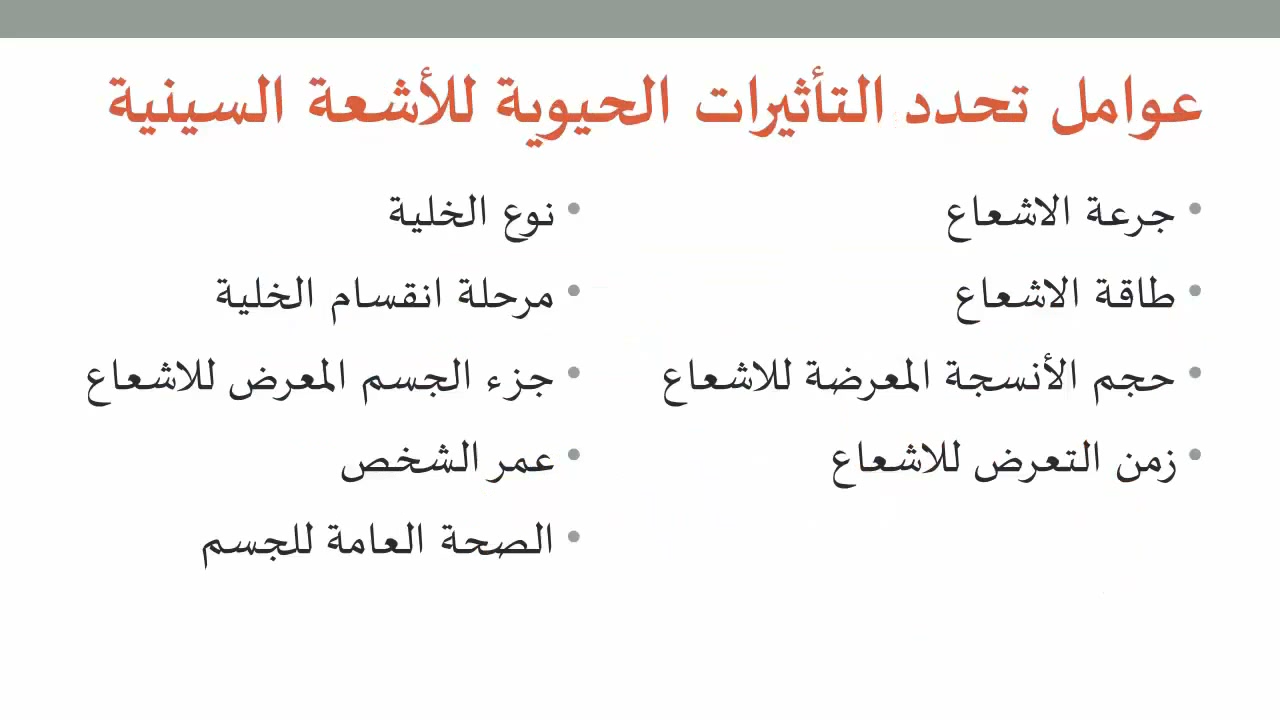 عوامل تحدد التأثيرات الحيوية للأشعة السينية
• جرعة الاشعاع
• طاقة الاشعاع
• حجم الأنسجة المعرضة للاشعاع
• زمن التعرض للاشعاع
• نوع الخلية
• مرحلة انقسام الخلية
• جزء الجسم المعرض للاشعاع
• عمر الشخص
• الصحة العامة للجسم